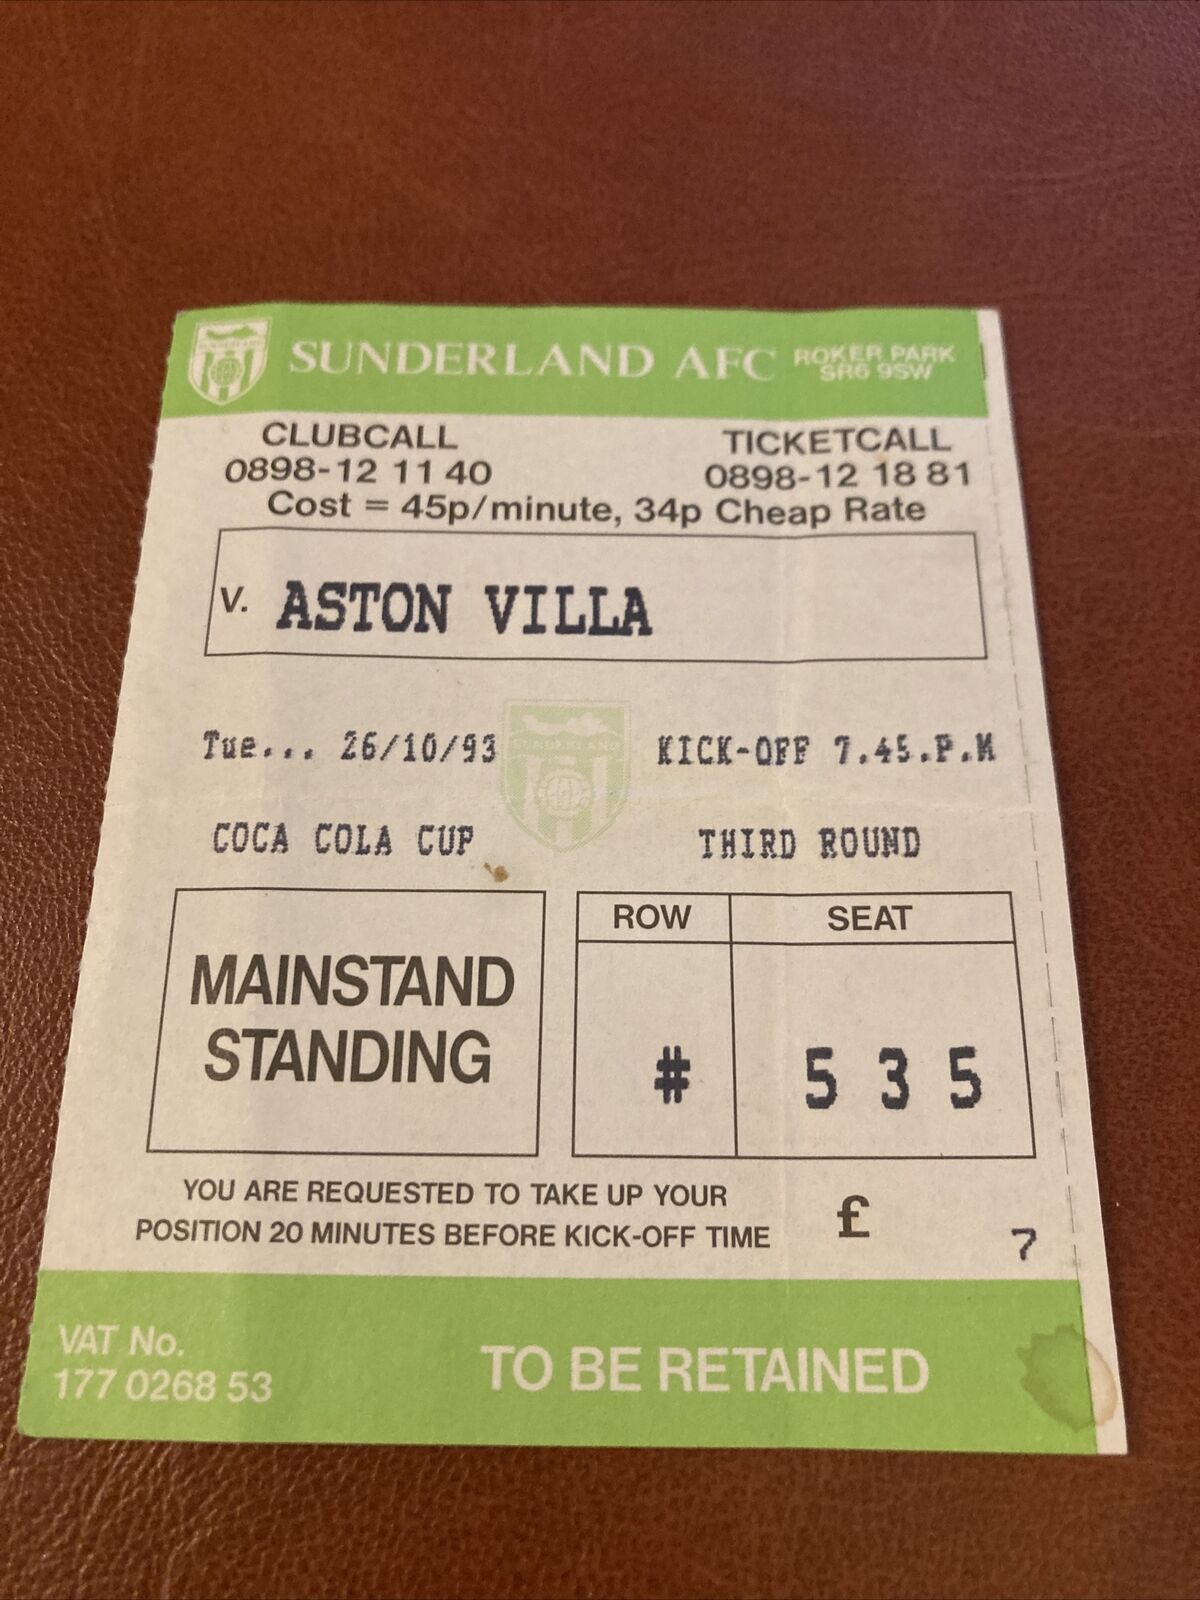 SUNDERLAND AFC ROKER PARK
SR6 9SW
CLUBCALL TICKETCALL
0898-12 11 40 0898-12 18 81
Cost = 45p/minute, 34p Cheap Rate
V. ASTON VILLA
SUNDERLAND
Tue... 26/10/93 KICK-OFF 7.45.P.M
COCA COLA CUP THIRD ROUND
ROW SEAT
MAINSTAND
STANDING
# 5 3 5
YOU ARE REQUESTED TO TAKE UP YOUR
POSITION 20 MINUTES BEFORE KICK-OFF TIME
£ 7
VAT No.
177 0268 53
TO BE RETAINED